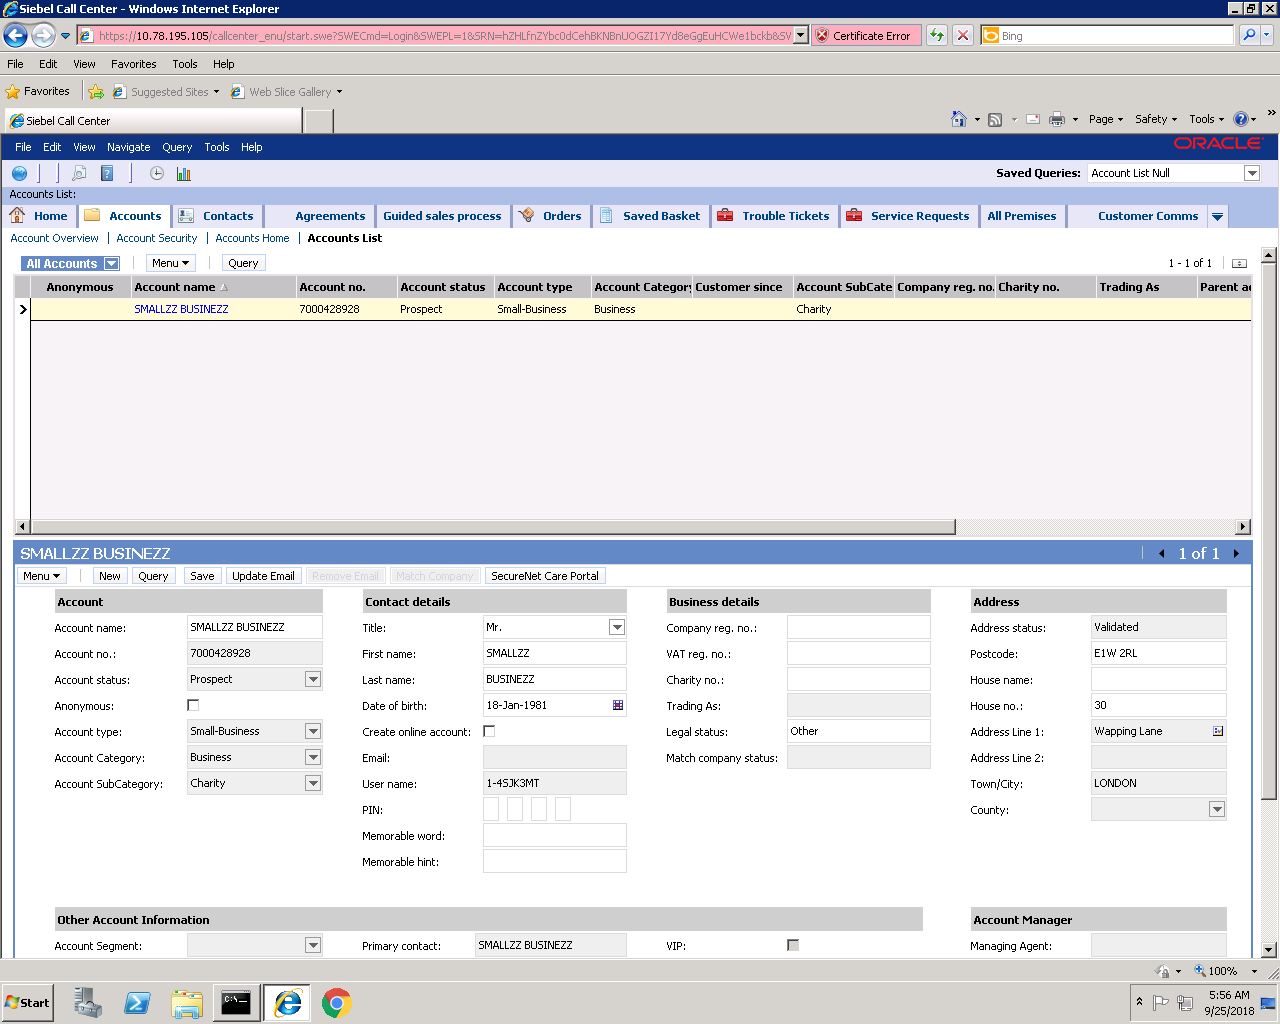 Siebel Call Center - Windows Internet Explorer
https://10.78.195.105/callcenter_enu/start.swe?SWECmd=Login&SWEPL=1&SRN= Certificate Error Bing
File Edit View Favorites Tools Help
Favorites Suggested Sites Web Slice Gallery
Siebel Call Center Page Safety Tools
File Edit View Navigate Query Tools Help ORACLE
Saved Queries: Account List Null
Accounts List:
Home Accounts Contacts Agreements Guided sales process Orders Saved Basket Trouble Tickets Service Requests All Premises Customer Comms
Account Overview Account Security Accounts Home Accounts List
All Accounts Menu Query 1 - 1 of 1
Anonymous Account name Account no. Account status Account type Account Category Customer since Account SubCate Company reg. no. Charity no. Trading As Parent ac
SMALLZZ BUSINEZZ 7000428928 Prospect Small-Business Business Charity
SMALLZZ BUSINEZZ 1 of 1
Menu New Query Save Update Email Remove Email Match Company SecureNet Care Portal
Account Contact details Business details Address
Account name: SMALLZZ BUSINEZZ Title: Mr. Company reg. no.: Address status: Validated
Account no.: 7000428928 First name: SMALLZZ VAT reg. no.: Postcode: E1W 2RL
Account status: Prospect Last name: BUSINEZZ Charity no.: House name:
Anonymous: Date of birth: 18-Jan-1981 Trading As: House no.: 30
Account type: Small-Business Create online account: Legal status: Other Address Line 1: Wapping Lane
Account Category: Business Email: Match company status: Address Line 2:
Account SubCategory: Charity User name: 1-4SJK3MT Town/City: LONDON
PIN: County:
Memorable word:
Memorable hint:
Other Account Information Account Manager
Account Segment: Primary contact: SMALLZZ BUSINEZZ VIP: Managing Agent:
100%
Start 5:56 AM
9/25/2018